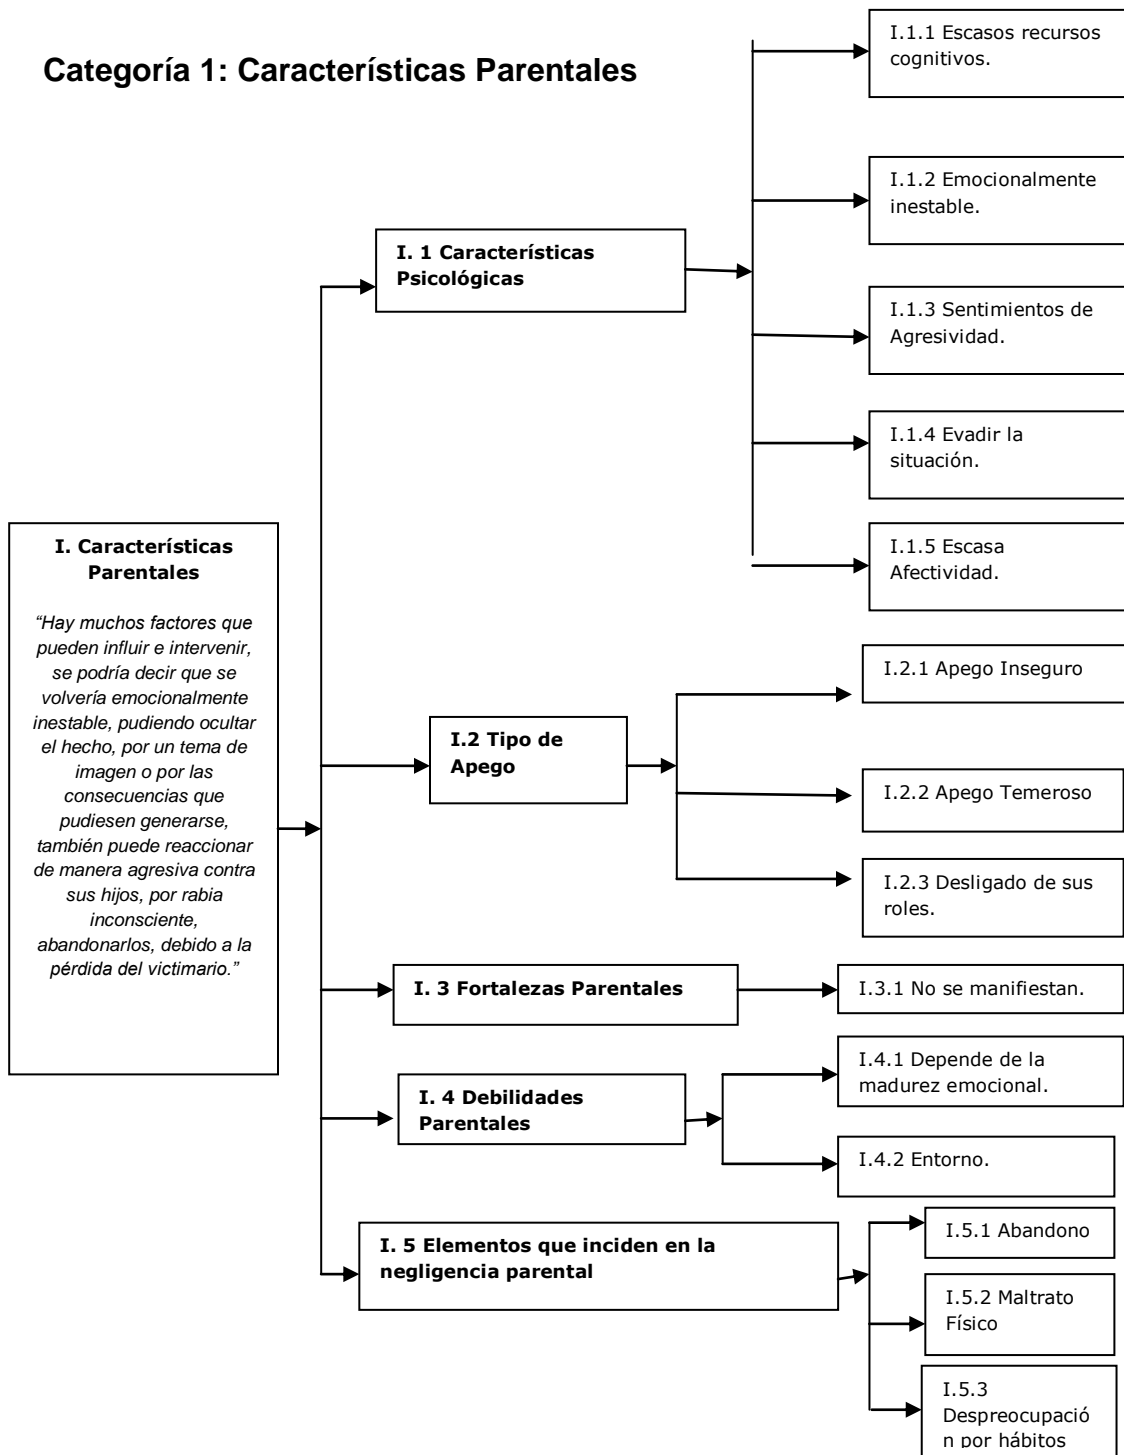 Categoría 1: Características Parentales
I.1.1 Escasos recursos
cognitivos.
I.1.2 Emocionalmente
inestable.
I. 1 Características
Psicológicas
I.1.3 Sentimientos de
Agresividad.
I.1.4 Evadir la
situación.
I.1.5 Escasa
Afectividad.
I. Características
Parentales
“Hay muchos factores que
pueden influir e intervenir,
se podría decir que se
volvería emocionalmente
inestable, pudiendo ocultar
el hecho, por un tema de
imagen o por las
consecuencias que
pudiesen generarse,
también puede reaccionar
de manera agresiva contra
sus hijos, por rabia
inconsciente,
abandonarlos, debido a la
pérdida del victimario.”
I.2 Tipo de
Apego
I.2.1 Apego Inseguro
I.2.2 Apego Temeroso
I.2.3 Desligado de sus
roles.
I. 3 Fortalezas Parentales
I.3.1 No se manifiestan.
I. 4 Debilidades
Parentales
I.4.1 Depende de la
madurez emocional.
I.4.2 Entorno.
I. 5 Elementos que inciden en la
negligencia parental
I.5.1 Abandono
I.5.2 Maltrato
Físico
I.5.3
Despreocupació
n por hábitos